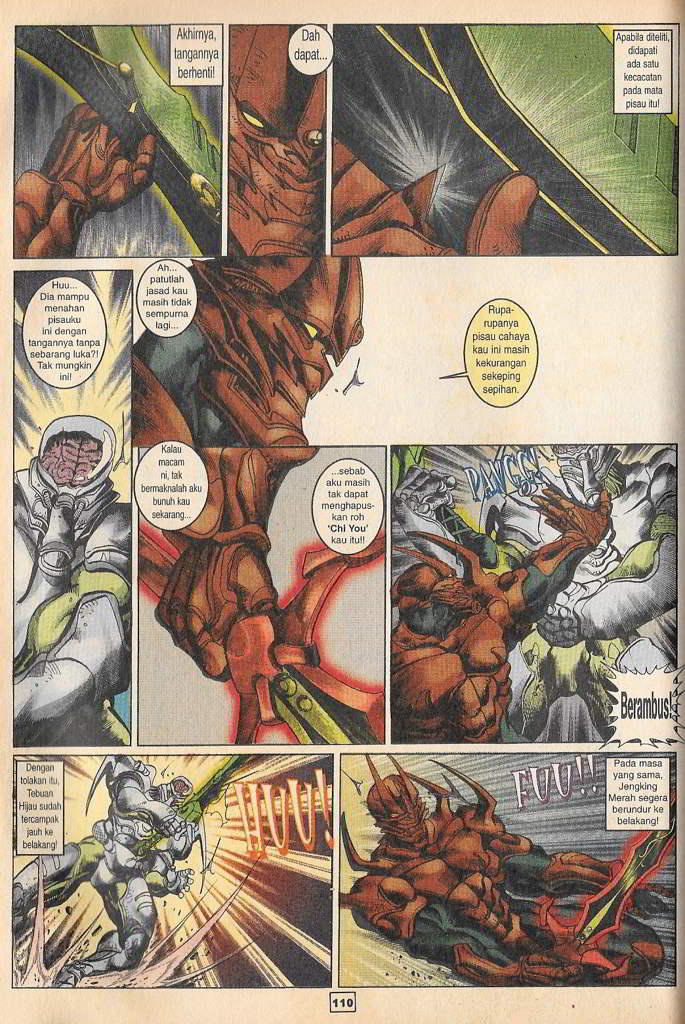 Akhirnya,
tangannya
berhenti!
Dah
dapat...
Apabila diteliti,
didapati
ada satu
kecacatan
pada mata
pisau itu!
Huu...
Dia mampu
menahan
pisauku
ini dengan
tangannya tanpa
sebarang luka?!
Tak mungkin
ini!
Ah...
patutlah
jasad kau
masih tidak
sempurna
lagi...
Rupa-
rupanya
pisau cahaya
kau ini masih
kekurangan
sekeping
sepihan.
Kalau
macam
ni, tak
bermaknalah aku
bunuh kau
sekarang...
...sebab
aku masih
tak dapat
menghapus-
kan roh
'Chi You'
kau itu!!
PANGG!
Berambus!
Dengan
tolakan itu,
Tebuan
Hijau sudah
tercampak
jauh ke
belakang!
HUU!
FUU!!
Pada masa
yang sama,
Jengking
Merah segera
berundur ke
belakang!
110